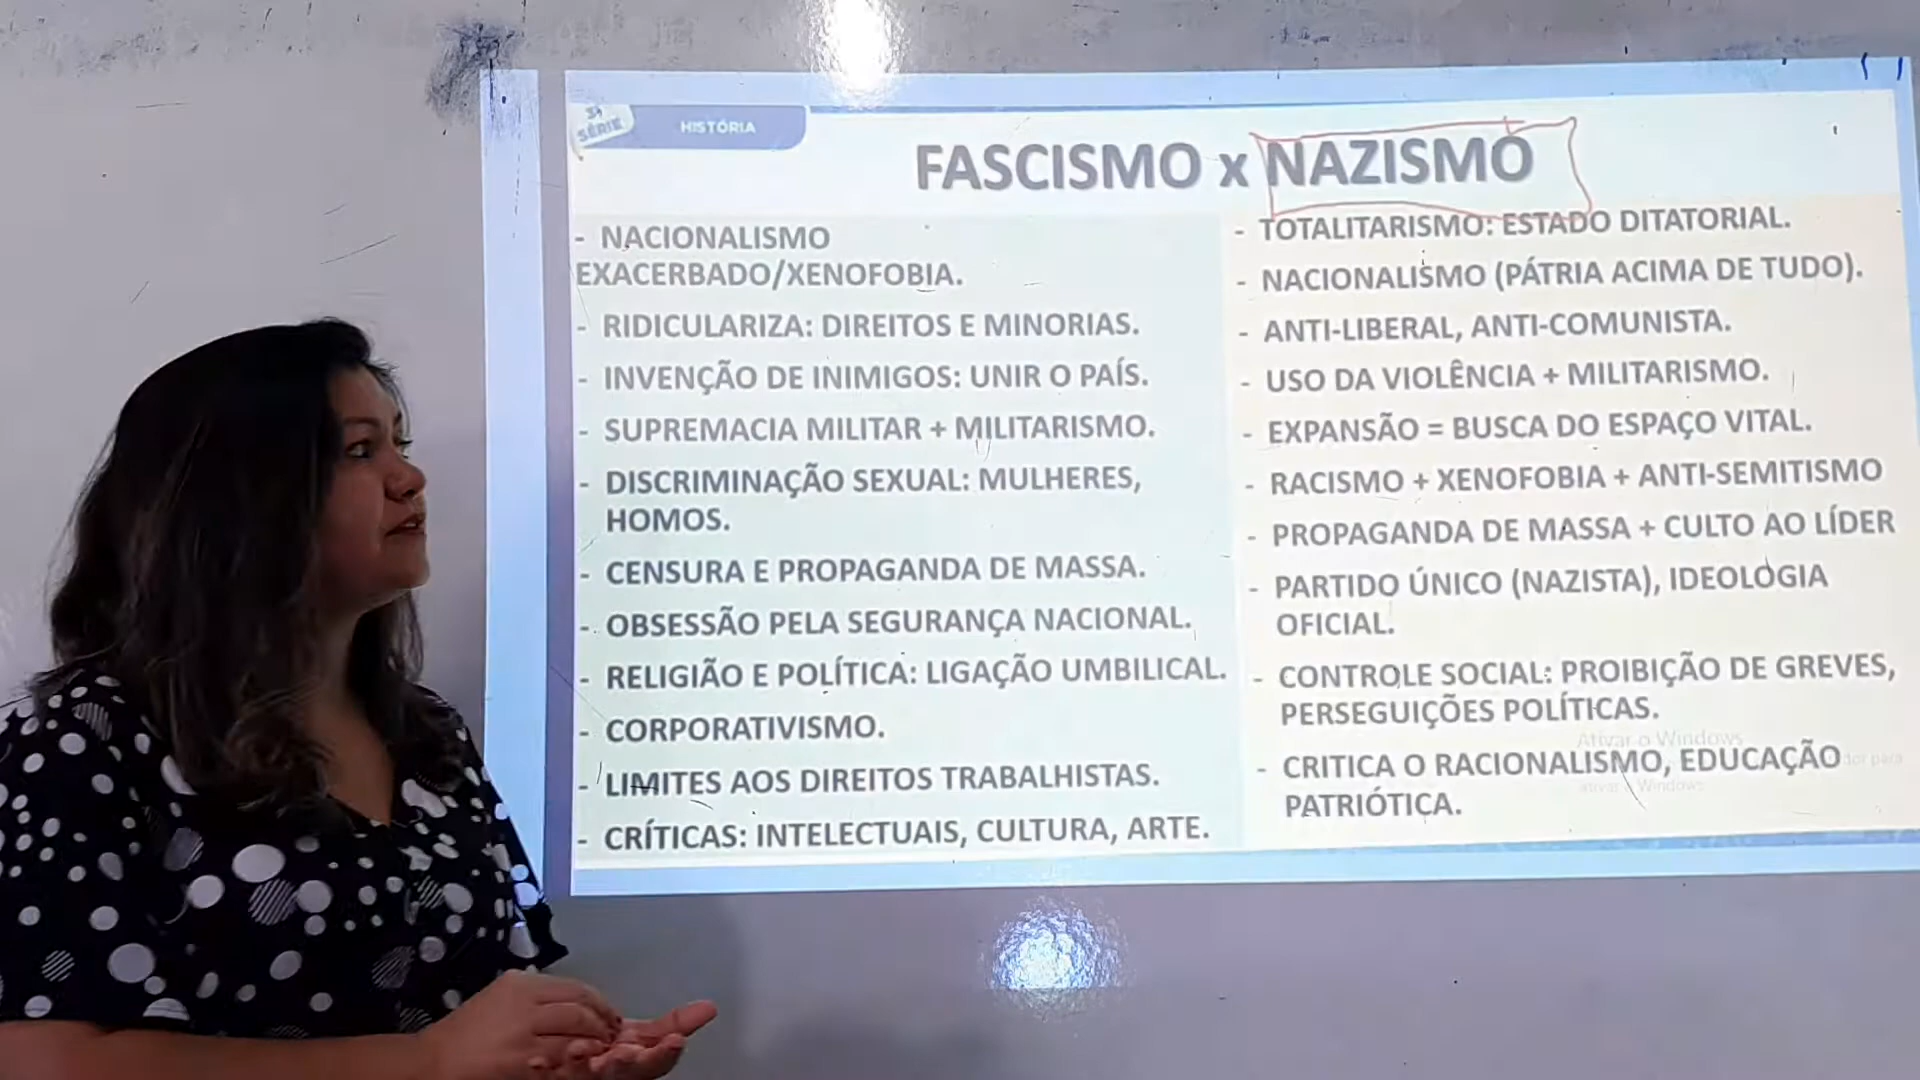 3ª
SÉRIE
HISTÓRIA
FASCISMO x NAZISMO
- NACIONALISMO
EXACERBADO/XENOFOBIA.
- RIDICULARIZA: DIREITOS E MINORIAS.
- INVENÇÃO DE INIMIGOS: UNIR O PAÍS.
- SUPREMACIA MILITAR + MILITARISMO.
- DISCRIMINAÇÃO SEXUAL: MULHERES,
HOMOS.
- CENSURA E PROPAGANDA DE MASSA.
- OBSESSÃO PELA SEGURANÇA NACIONAL.
- RELIGIÃO E POLÍTICA: LIGAÇÃO UMBILICAL.
- CORPORATIVISMO.
- LIMITES AOS DIREITOS TRABALHISTAS.
- CRÍTICAS: INTELECTUAIS, CULTURA, ARTE.
- TOTALITARISMO: ESTADO DITATORIAL.
- NACIONALISMO (PÁTRIA ACIMA DE TUDO).
- ANTI-LIBERAL, ANTI-COMUNISTA.
- USO DA VIOLÊNCIA + MILITARISMO.
- EXPANSÃO = BUSCA DO ESPAÇO VITAL.
- RACISMO + XENOFOBIA + ANTI-SEMITISMO
- PROPAGANDA DE MASSA + CULTO AO LÍDER
- PARTIDO ÚNICO (NAZISTA), IDEOLOGIA
OFICIAL.
- CONTROLE SOCIAL: PROIBIÇÃO DE GREVES,
PERSEGUIÇÕES POLÍTICAS.
- CRITICA O RACIONALISMO, EDUCAÇÃO
PATRIÓTICA.
Ativar o Windows
para
ativar o Windows